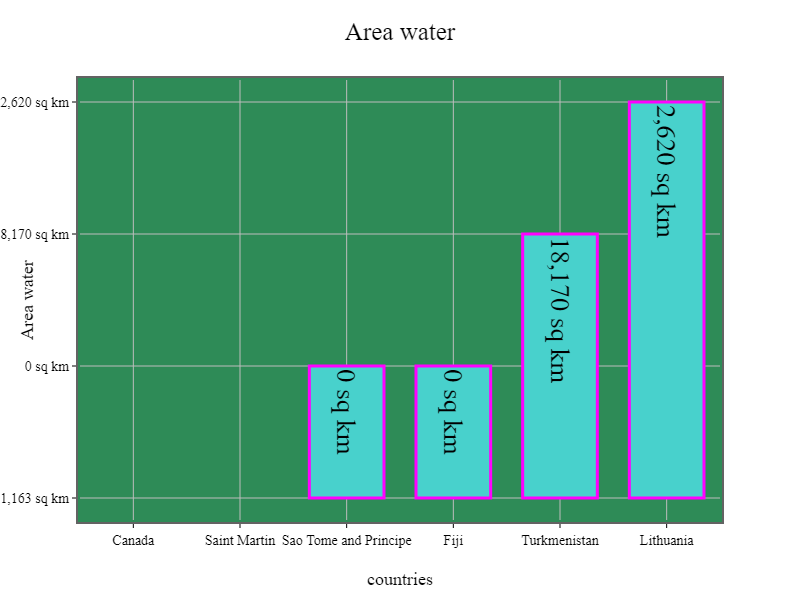 Area water
2,620 sq km
8,170 sq km
0 sq km
1,163 sq km
Area water
0 sq km
0 sq km
18,170 sq km
2,620 sq km
Canada
Saint Martin
Sao Tome and Principe
Fiji
Turkmenistan
Lithuania
countries